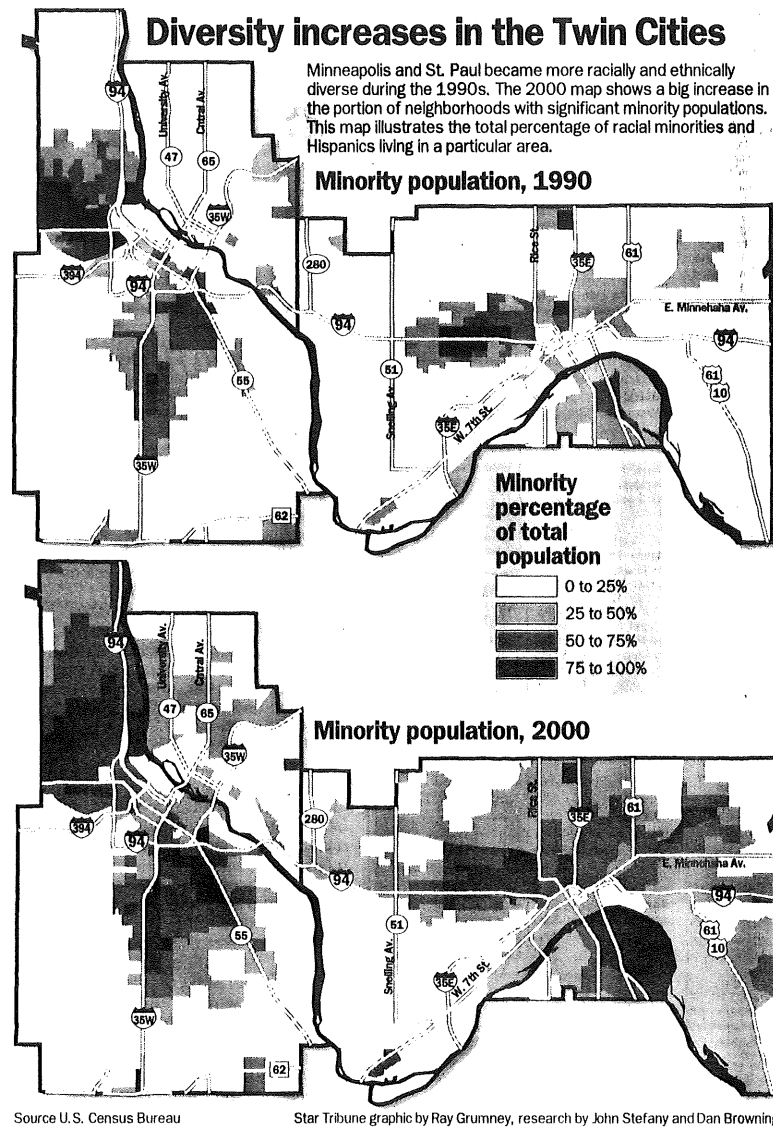 Diversity increases in the Twin Cities
Minneapolis and St. Paul became more racially and ethnically
diverse during the 1990s. The 2000 map shows a big increase in
the portion of neighborhoods with significant minority populations.
This map illustrates the total percentage of racial minorities and
Hispanics living in a particular area.
Minority population, 1990
94
University Av.
Cntral Av.
47
65
35W
394
94
55
35W
62
280
94
51
Snelling Av.
35E
W. 7th St.
Rice St.
35E
61
E. Minnehaha Av.
94
61
10
Minority
percentage
of total
population
0 to 25%
25 to 50%
50 to 75%
75 to 100%
Minority population, 2000
94
University Av.
Cntral Av.
47
65
35W
394
94
55
35W
62
280
94
51
Snelling Av.
35E
W. 7th St.
Rice St.
35E
61
E. Minnehaha Av.
94
61
10
Source U.S. Census Bureau
Star Tribune graphic by Ray Grumney, research by John Stefany and Dan Browning